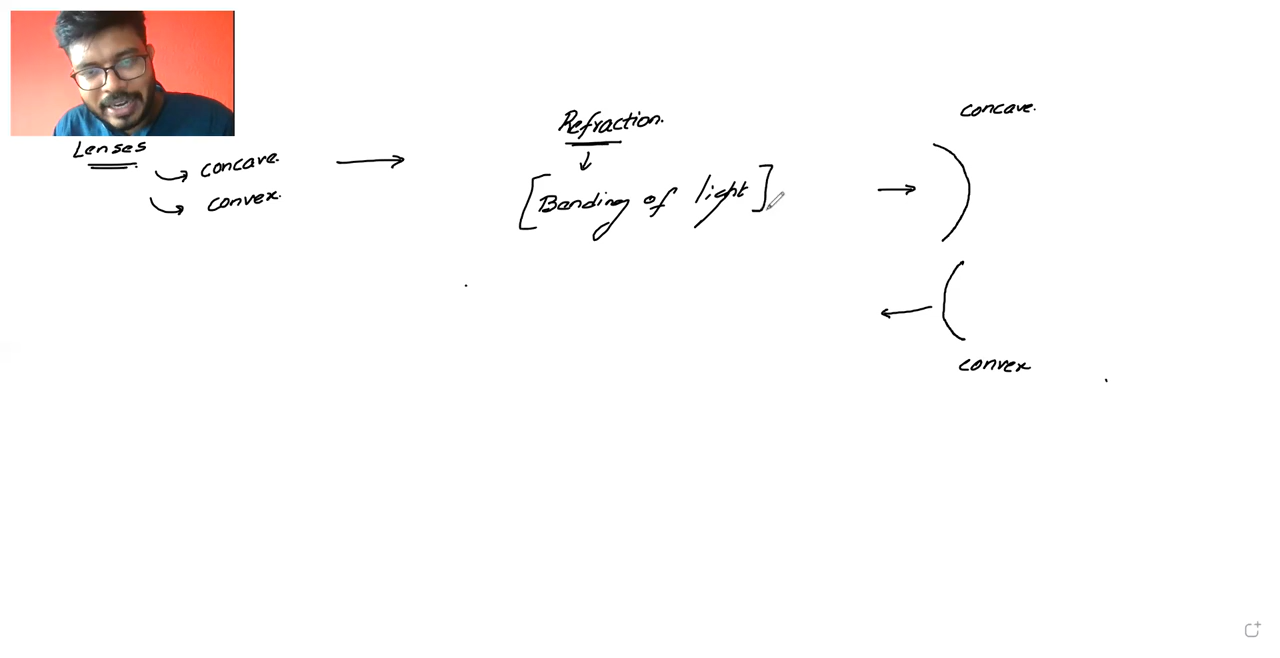 Lenses
concave.
convex.
Refraction.
[Bending of light]
concave.
convex